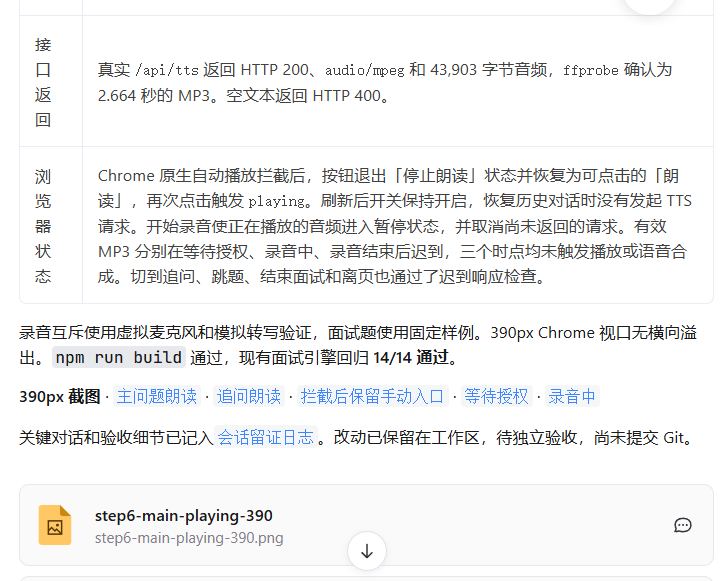 接
口
返
回
真实 /api/tts 返回 HTTP 200、audio/mpeg 和 43,903 字节音频，ffprobe 确认为
2.664 秒的 MP3。空文本返回 HTTP 400。
浏
览
器
状
态
Chrome 原生自动播放拦截后，按钮退出「停止朗读」状态并恢复为可点击的「朗
读」，再次点击触发 playing。刷新后开关保持开启，恢复历史对话时没有发起 TTS
请求。开始录音使正在播放的音频进入暂停状态，并取消尚未返回的请求。有效
MP3 分别在等待授权、录音中、录音结束后迟到，三个时点均未触发播放或语音合
成。切到追问、跳题、结束面试和离页也通过了迟到响应检查。
录音互斥使用虚拟麦克风和模拟转写验证，面试题使用固定样例。390px Chrome 视口无横向溢
出。npm run build 通过，现有面试引擎回归 14/14 通过。
390px 截图 · 主问题朗读 · 追问朗读 · 拦截后保留手动入口 · 等待授权 · 录音中
关键对话和验收细节已记入 会话留证日志 。改动已保留在工作区，待独立验收，尚未提交 Git。
step6-main-playing-390
step6-main-playing-390.png